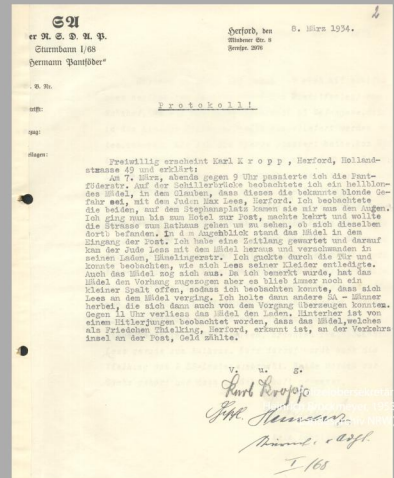 2
SA
er N. S. D. A. P.
Sturmbann I/68
Hermann Pantföder"
. B. Nr.
Herford, den 8. März 1934.
Mindener Str. 8
Fernspr. 2976
Protokoll!
Freiwillig erscheint Karl Kropp, Herford, Holland-
strasse 49 und erklärt:
Am 7. März, abends gegen 9 Uhr passierte ich die Pant-
föderstr. Auf der Schillerbrücke beobachtete ich ein hellblon-
des Mädel, in dem Glauben, dass dieses die bekannte blonde Ge-
fahr sei, mit dem Juden Max Lees, Herford. Ich beobachtete
die beiden, auf dem Stephansplatz kamen sie mir aus den Augen.
Ich ging nun bis zum Hotel zur Post, machte kehrt und wollte
die Strasse zum Rathaus gehen um zu sehen, ob sich dieselben
dortb befanden. In dem Augenblick stand das Mädel in dem
Eingang der Post. Ich habe eine Zeitlang gewartet und darauf
kam der Jude Lees mit dem Mädel heraus und verschwanden in
seinen Laden, Hämelingerstr. Ich guckte durch die Tür und
konnte beobachten, wie sich Lees seiner Kleider entledigte.
Auch das Mädel zog sich aus. Da ich bemerkt wurde, hat das
Mädel den Vorhang zugezogen aber es blieb immer noch ein
kleiner Spalt offen, sodass ich beobachten konnte, dass sich
Lees an dem Mädel verging. Ich holte dann andere SA - Männer
herbei, die sich dann auch von dem Vorgang überzeugen konnten.
Gegen 11 Uhr verliess das Mädel den Laden. Hinterher ist von
einem Hitlerjungen beobachtet worden, dass das Mädel,welches
als Friedchen Thielking, Herford, erkannt ist, an der Verkehrs
insel an der Post, Geld zählte.
v. u. g.
Karl Kropp
I/68